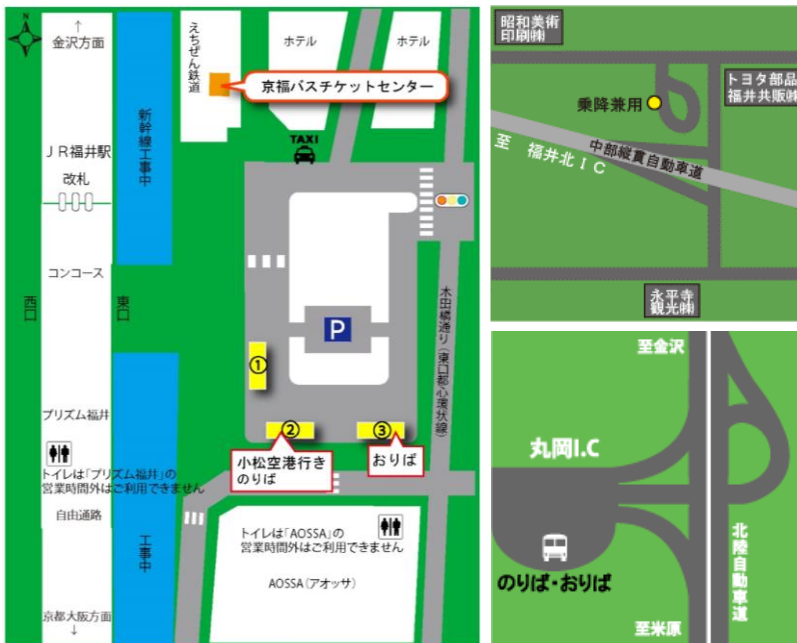 ↑
金沢方面
えちぜん鉄道
ホテル
ホテル
京福バスチケットセンター
新幹線工事中
TAXI
JR福井駅
改札
コンコース
西口
東口
P
木田橋通り(東口都心環状線)
①
②
③
プリズム福井
小松空港行き
のりば
おりば
トイレは「プリズム福井」の
営業時間外はご利用できません
自由通路
工事中
トイレは「AOSSA」の
営業時間外はご利用できません
AOSSA(アオッサ)
京都大阪方面
↓
昭和美術
印刷㈱
トヨタ部品
福井共販㈱
乗降兼用
中部縦貫自動車道
至 福井北IC
永平寺
観光㈱
至金沢
丸岡I.C
北陸自動車道
のりば・おりば
至米原